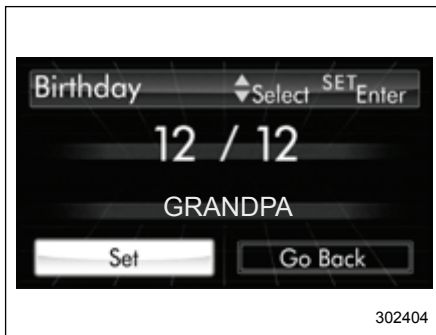 Birthday Select SET Enter
12 / 12
GRANDPA
Set Go Back
302404